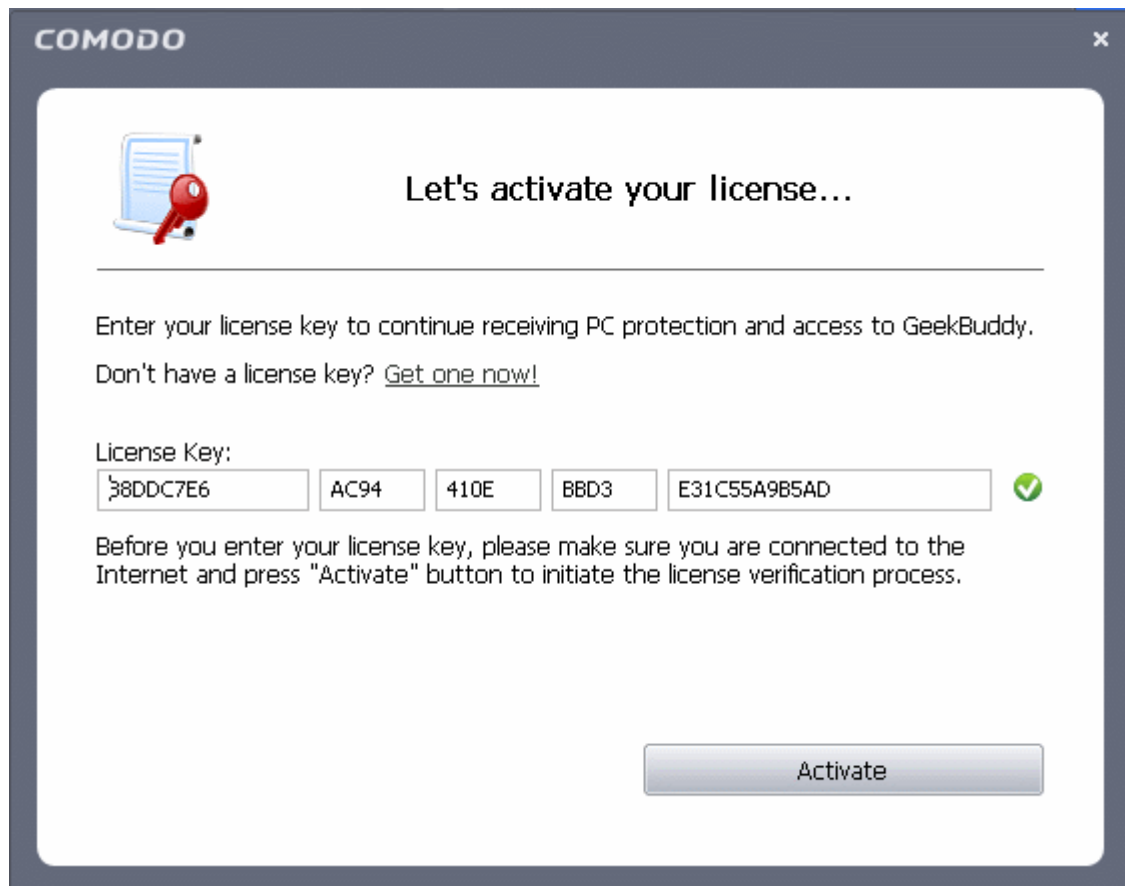 COMODO
Let's activate your license...
Enter your license key to continue receiving PC protection and access to GeekBuddy.
Don't have a license key? Get one now!
License Key:
AC94 410E BBD3 E31C55A9B5AD
Before you enter your license key, please make sure you are connected to the
Internet and press "Activate" button to initiate the license verification process.
Activate